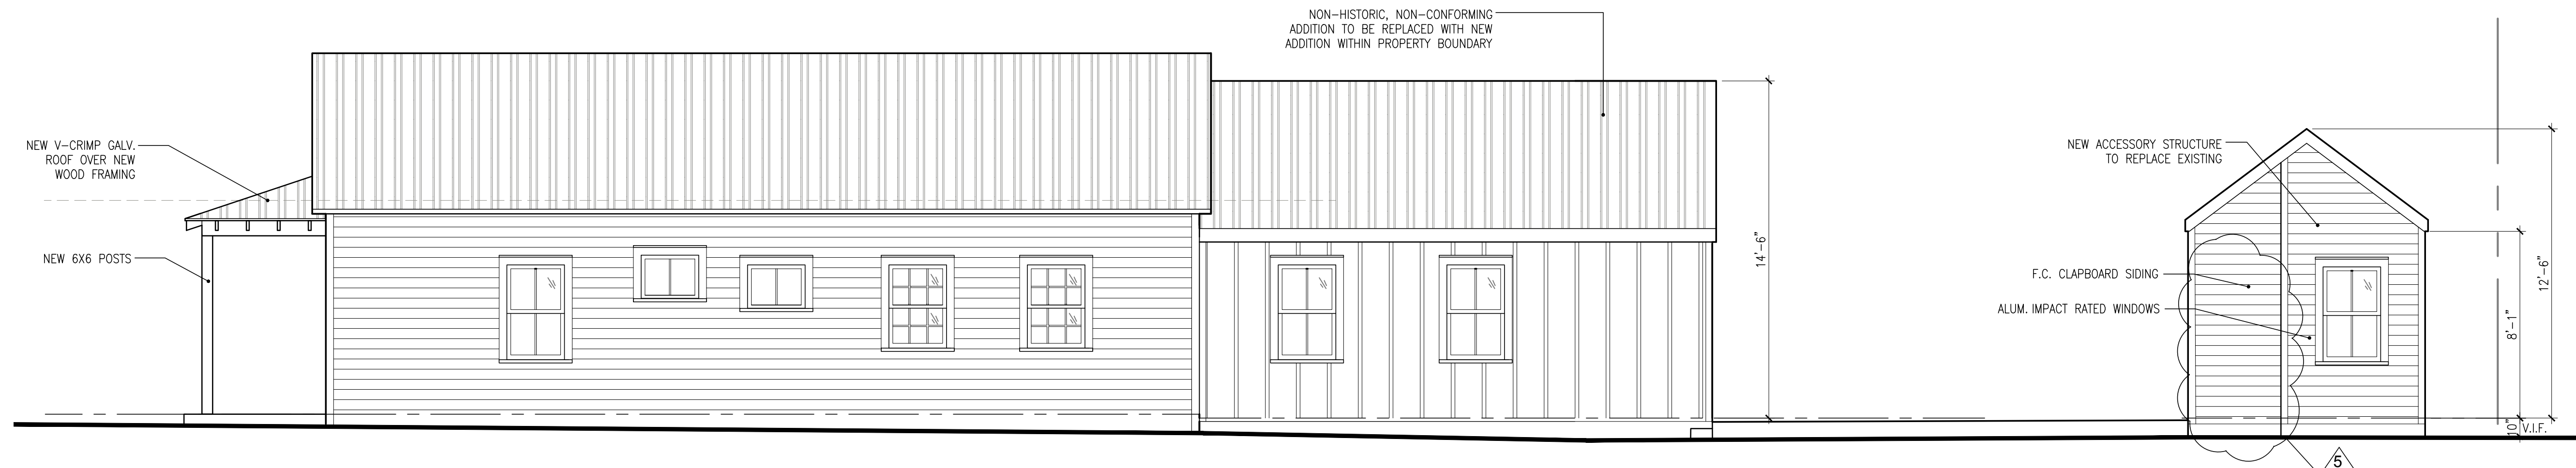 NON-HISTORIC, NON-CONFORMING
ADDITION TO BE REPLACED WITH NEW
ADDITION WITHIN PROPERTY BOUNDARY
NEW V-CRIMP GALV.
ROOF OVER NEW
WOOD FRAMING
NEW 6X6 POSTS
14'-6"
NEW ACCESSORY STRUCTURE
TO REPLACE EXISTING
F.C. CLAPBOARD SIDING
ALUM. IMPACT RATED WINDOWS
8'-1"
12'-6"
10"
V.I.F.
5